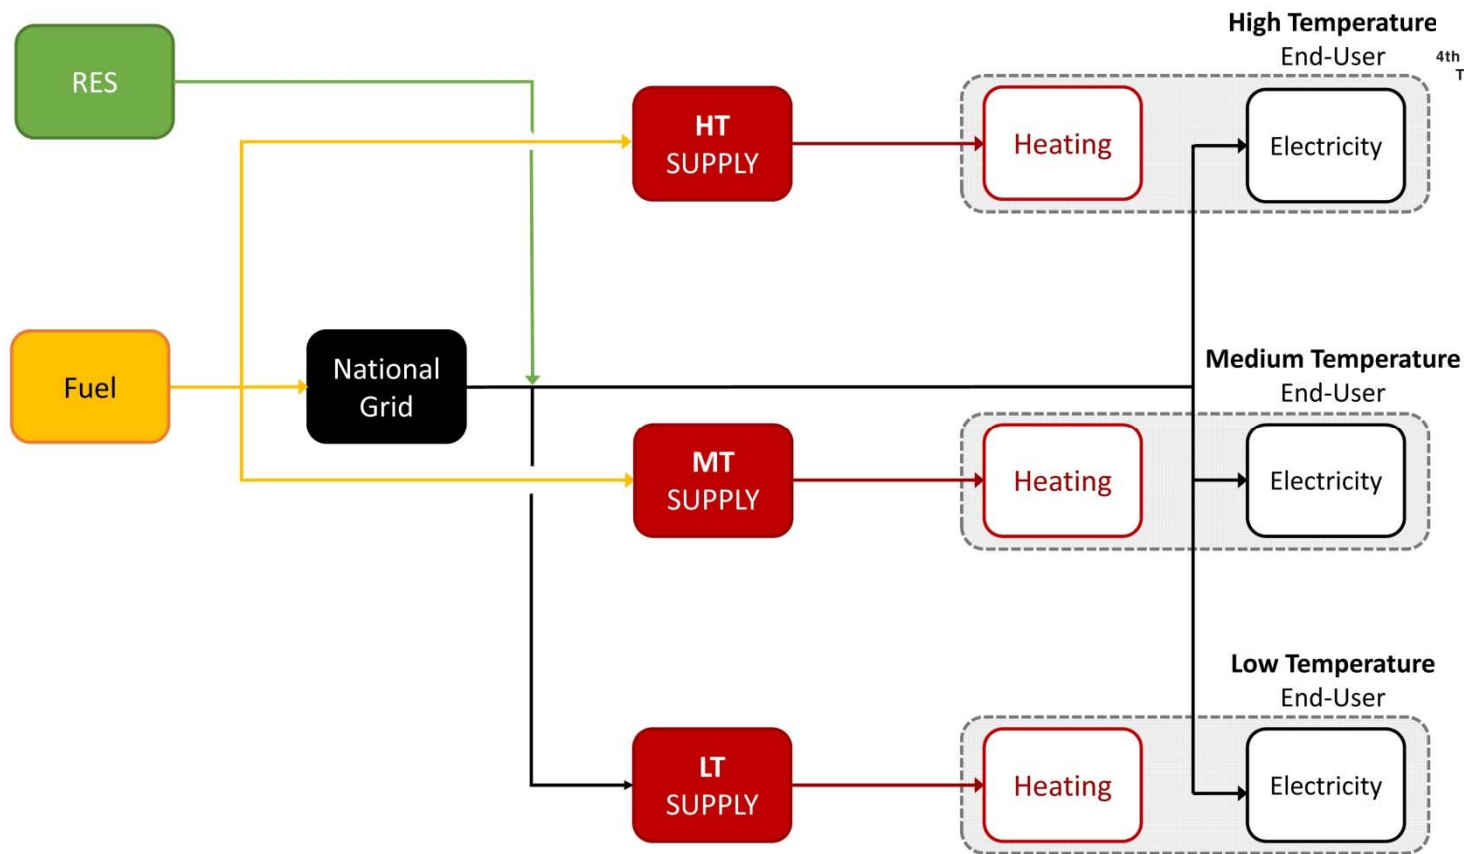 High Temperature
End-User
4th
T
RES
HT
SUPPLY
Heating
Electricity
Fuel
National
Grid
Medium Temperature
End-User
MT
SUPPLY
Heating
Electricity
Low Temperature
End-User
LT
SUPPLY
Heating
Electricity